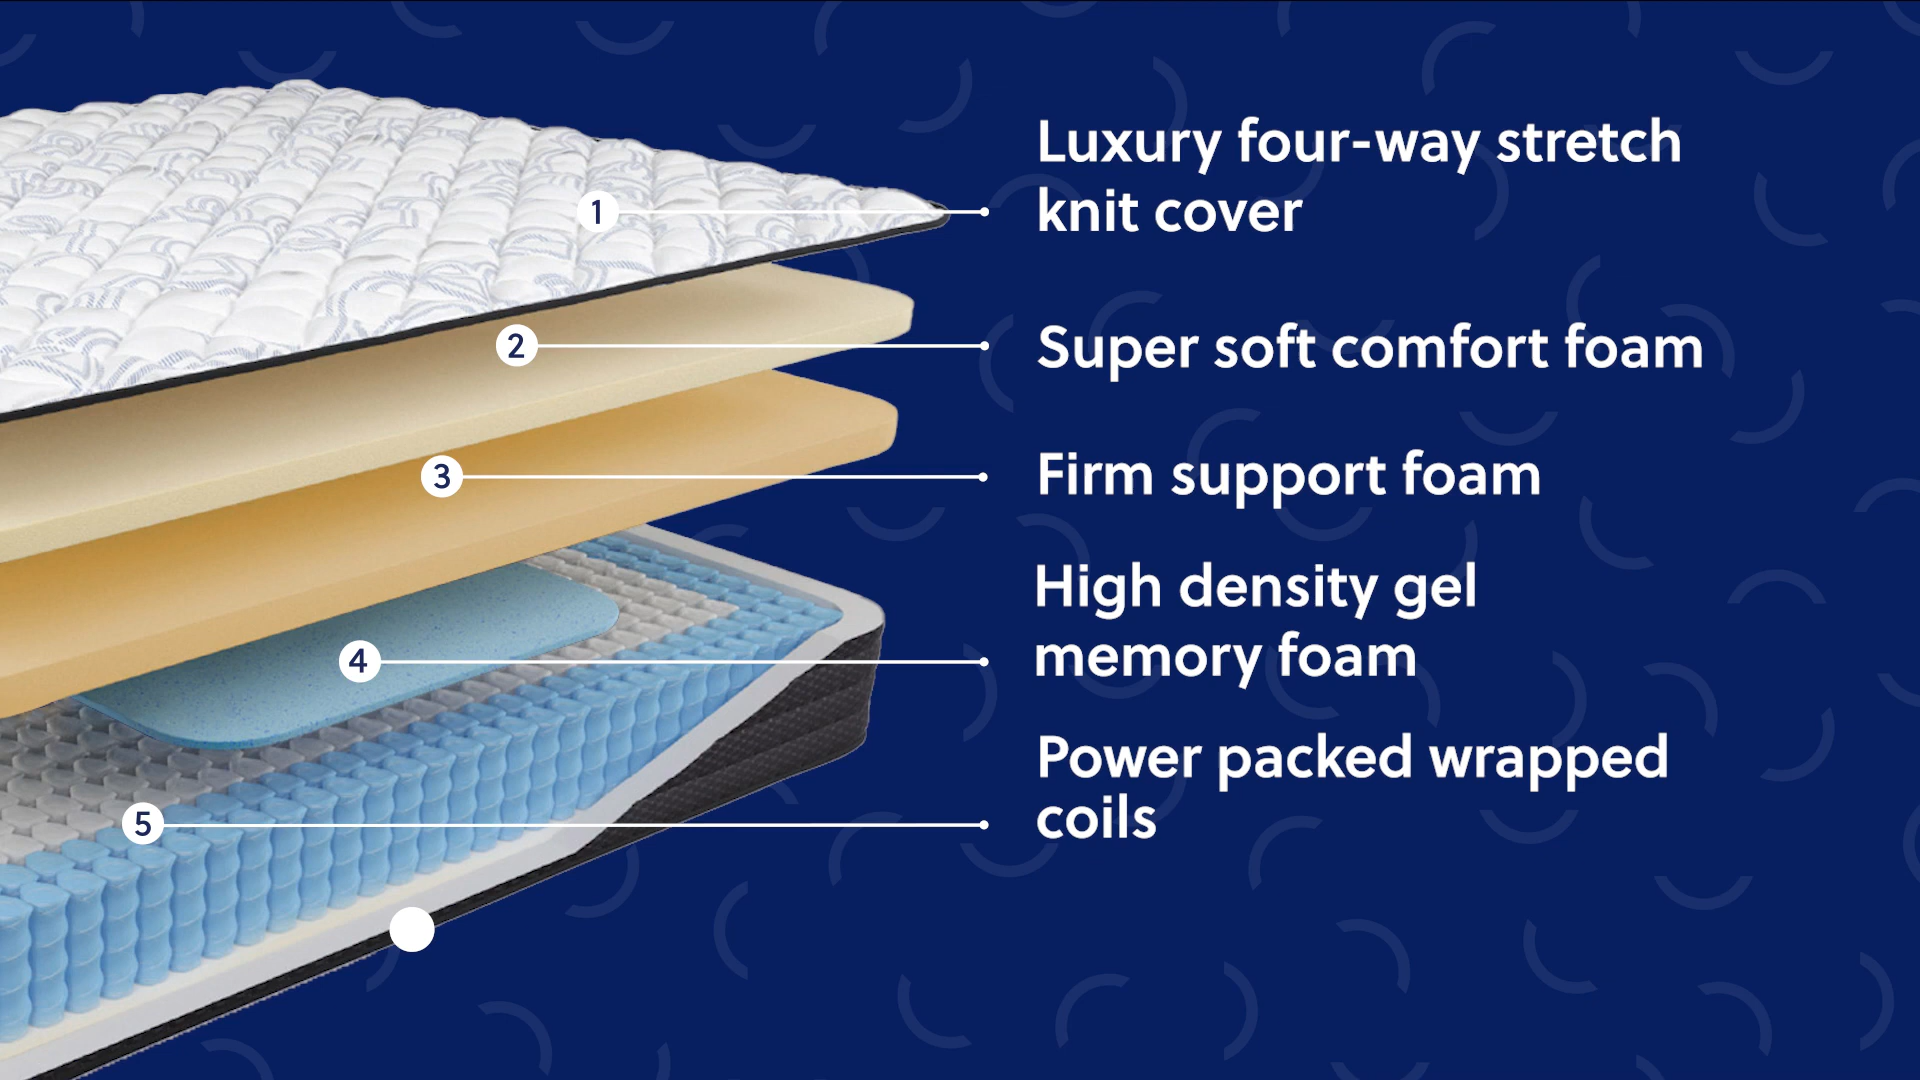 1
Luxury four-way stretch
knit cover
2
Super soft comfort foam
3
Firm support foam
4
High density gel
memory foam
5
Power packed wrapped
coils